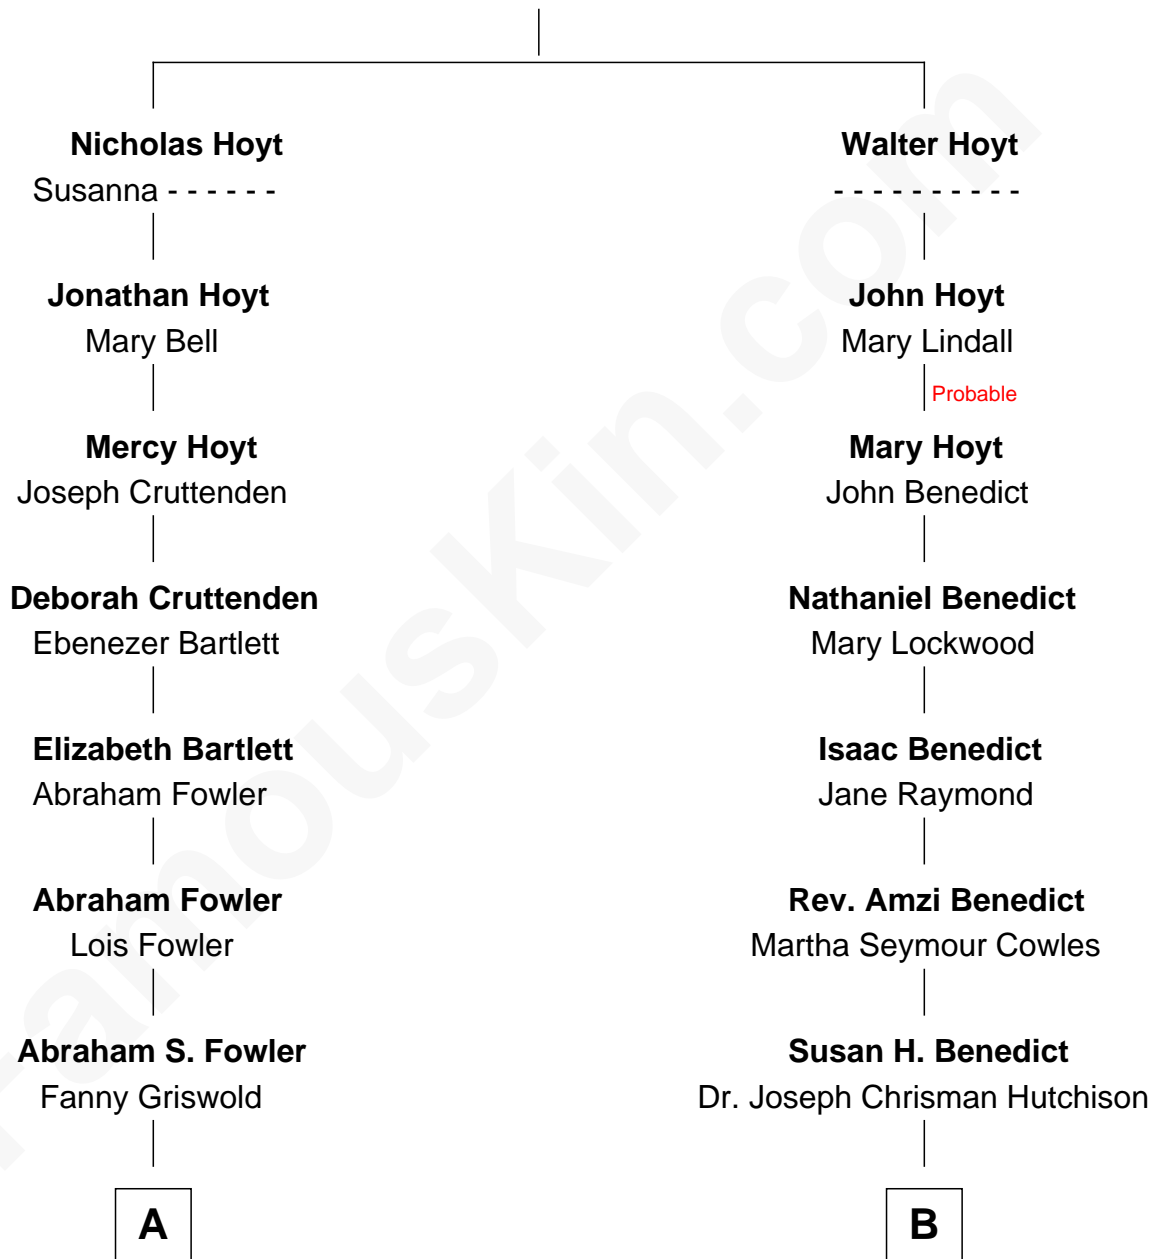 Nicholas Hoyt
Susanna - - - - - -
Jonathan Hoyt
Mary Bell
Mercy Hoyt
Joseph Cruttenden
Deborah Cruttenden
Ebenezer Bartlett
Elizabeth Bartlett
Abraham Fowler
Abraham Fowler
Lois Fowler
Abraham S. Fowler
Fanny Griswold
A
Walter Hoyt
- - - - - - - - - -
John Hoyt
Mary Lindall
Probable
Mary Hoyt
John Benedict
Nathaniel Benedict
Mary Lockwood
Isaac Benedict
Jane Raymond
Rev. Amzi Benedict
Martha Seymour Cowles
Susan H. Benedict
Dr. Joseph Chrisman Hutchison
B
FamousKin.com